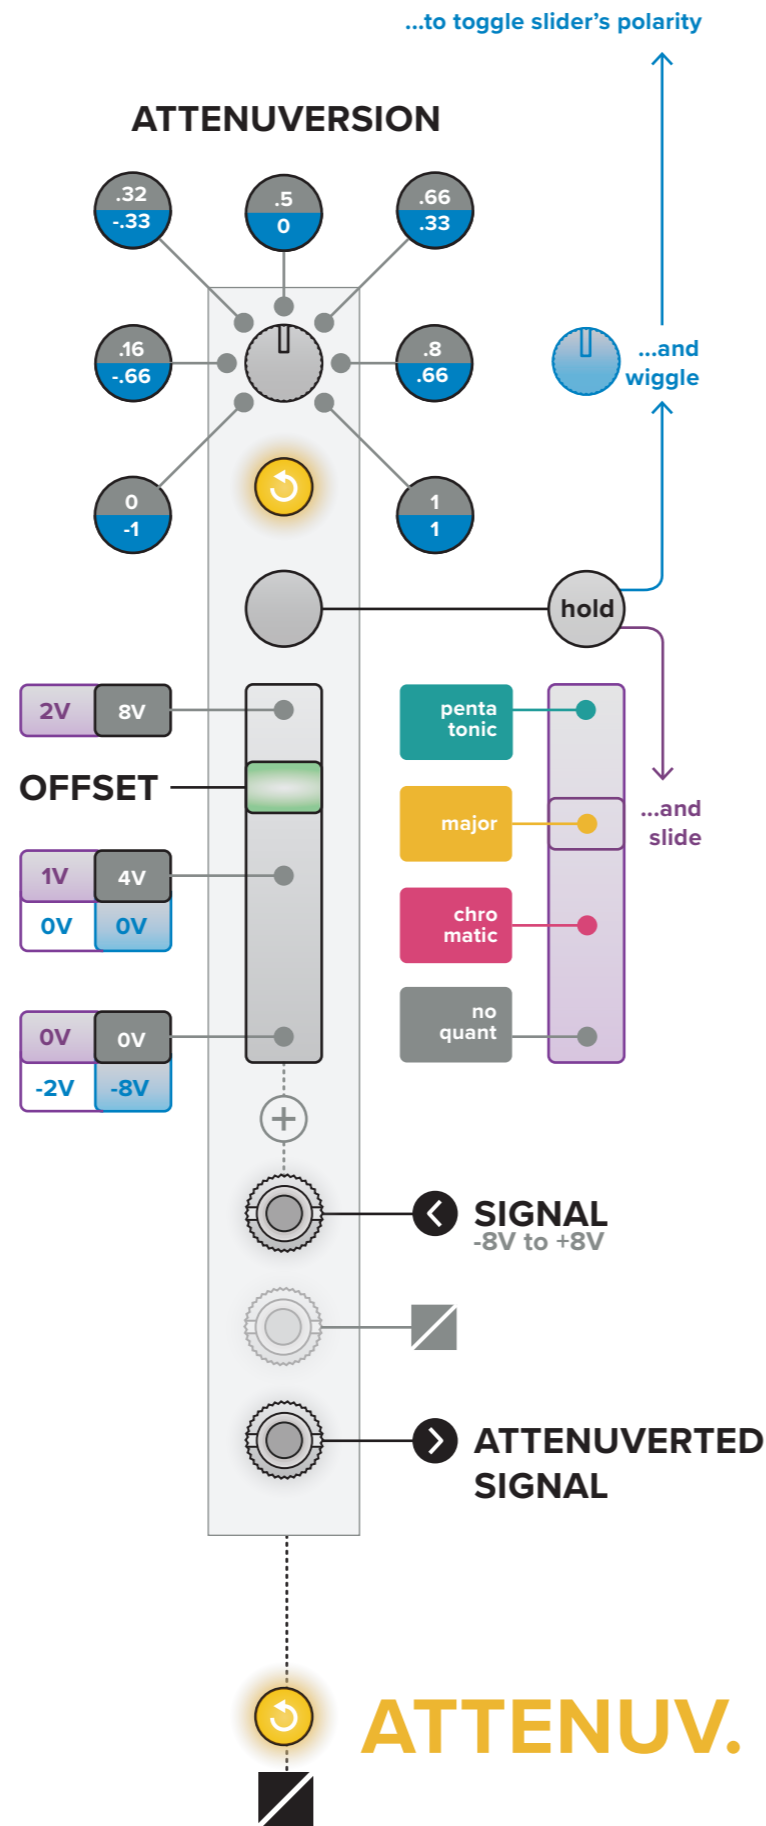 ...to toggle slider's polarity
ATTENUVERSION
.32
-.33
.5
0
.66
.33
.16
-.66
.8
.66
...and
wiggle
0
-1
1
1
hold
2V 8V
penta
tonic
OFFSET
major
...and
slide
1V 4V
0V 0V
chro
matic
no
quant
0V 0V
-2V -8V
+
SIGNAL
-8V to +8V
ATTENUVERTED
SIGNAL
ATTENUV.